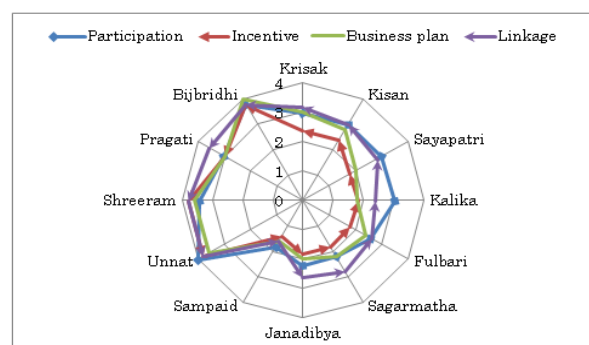 Participation Incentive Business plan Linkage
Krisak
Bijbridhi Kisan
Pragati Sayapatri
Shreeram Kalika
Unnat Fulbari
Sampaid Sagarmatha
Janadibya
4
3
2
1
0